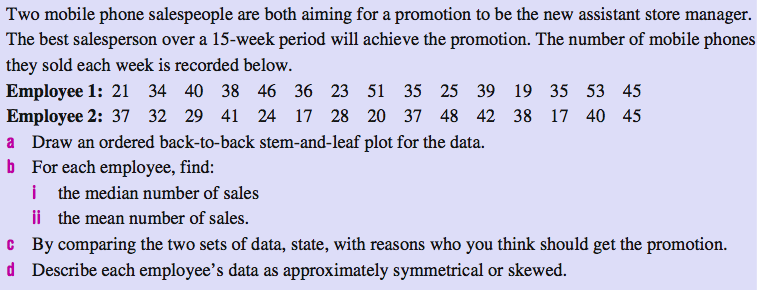 Two mobile phone salespeople are both aiming for a promotion to be the new assistant store manager.
The best salesperson over a 15-week period will achieve the promotion. The number of mobile phones
they sold each week is recorded below.
Employee 1: 21 34 40 38 46 36 23 51 35 25 39 19 35 53 45
Employee 2: 37 32 29 41 24 17 28 20 37 48 42 38 17 40 45
a Draw an ordered back-to-back stem-and-leaf plot for the data.
b For each employee, find:
i the median number of sales
ii the mean number of sales.
c By comparing the two sets of data, state, with reasons who you think should get the promotion.
d Describe each employee's data as approximately symmetrical or skewed.